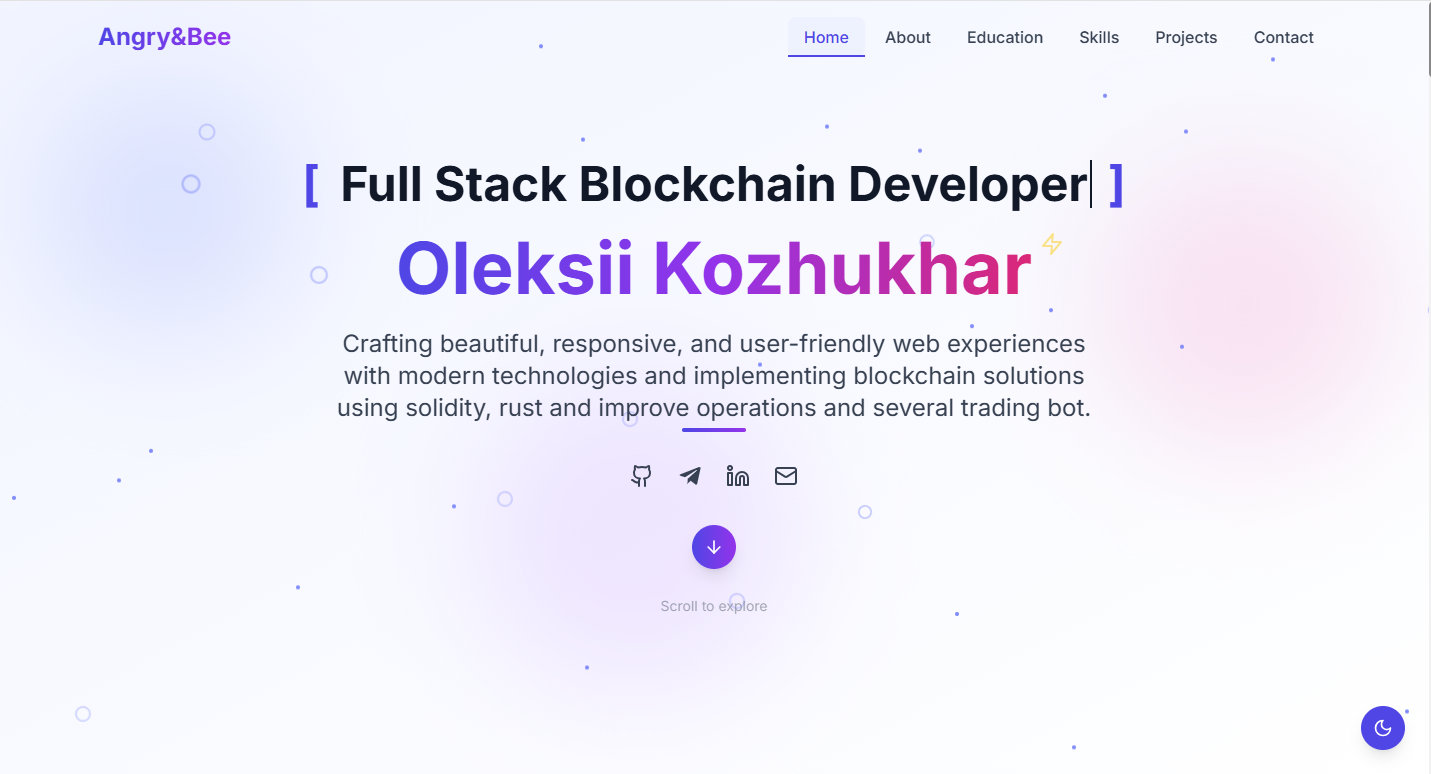 Angry&Bee
Home About Education Skills Projects Contact
[ Full Stack Blockchain Developer ]
Oleksii Kozhukhar
Crafting beautiful, responsive, and user-friendly web experiences
with modern technologies and implementing blockchain solutions
using solidity, rust and improve operations and several trading bot.
Scroll to explore